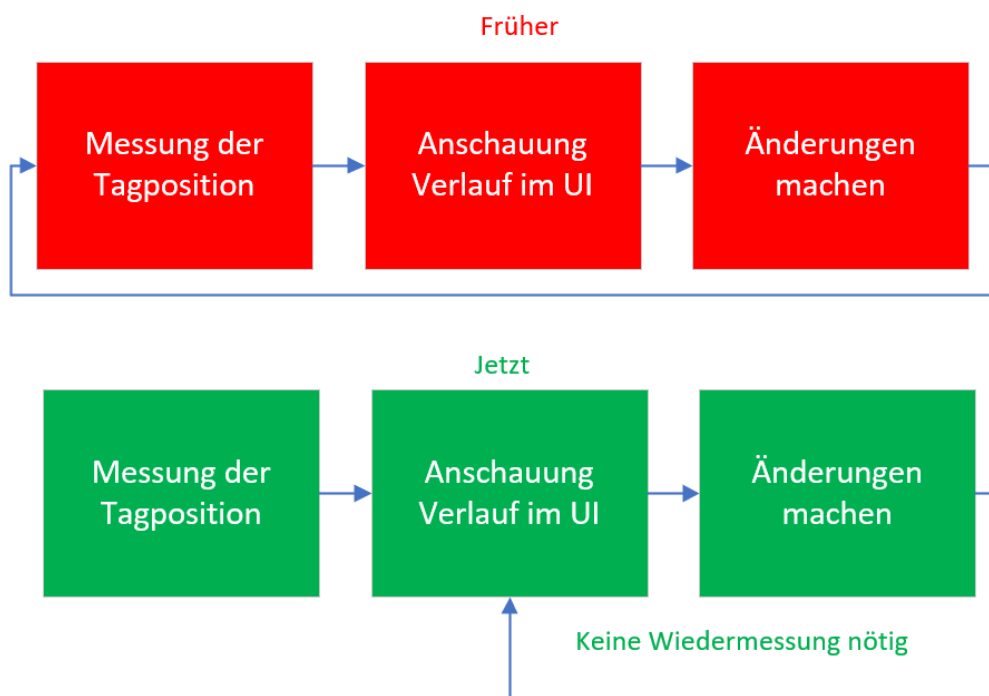 Früher
Messung der
Tagposition
Anschauung
Verlauf im UI
Änderungen
machen
Jetzt
Messung der
Tagposition
Anschauung
Verlauf im UI
Änderungen
machen
Keine Wiedermessung nötig